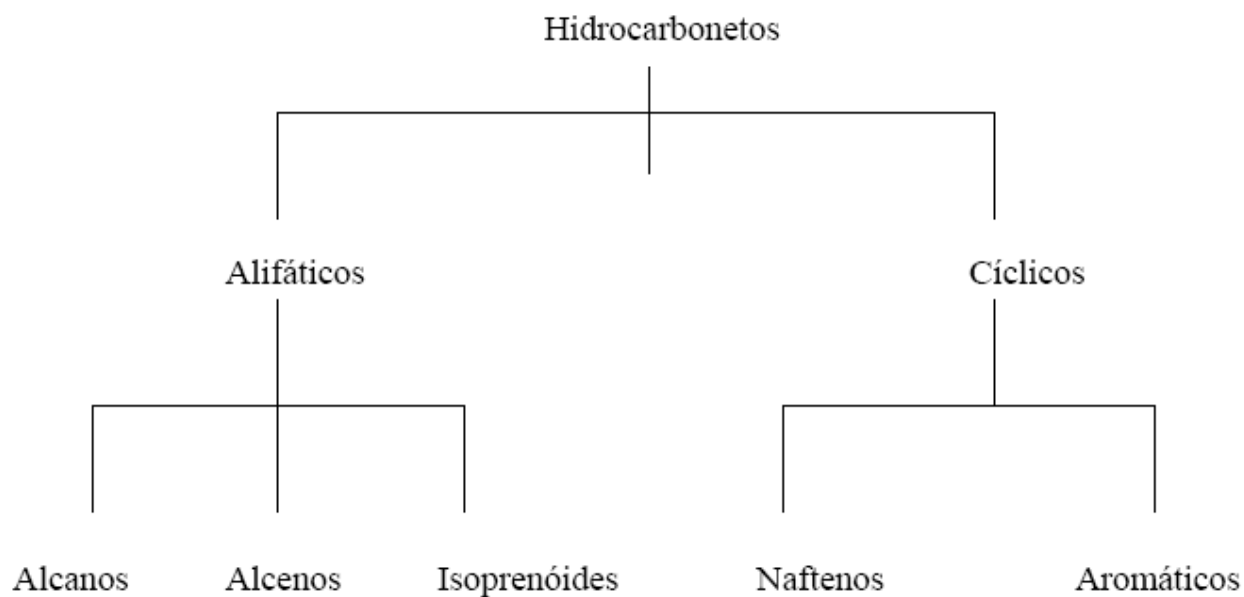 Hidrocarbonetos
Alifáticos
Cíclicos
Alcanos
Alcenos
Isoprenóides
Naftenos
Aromáticos